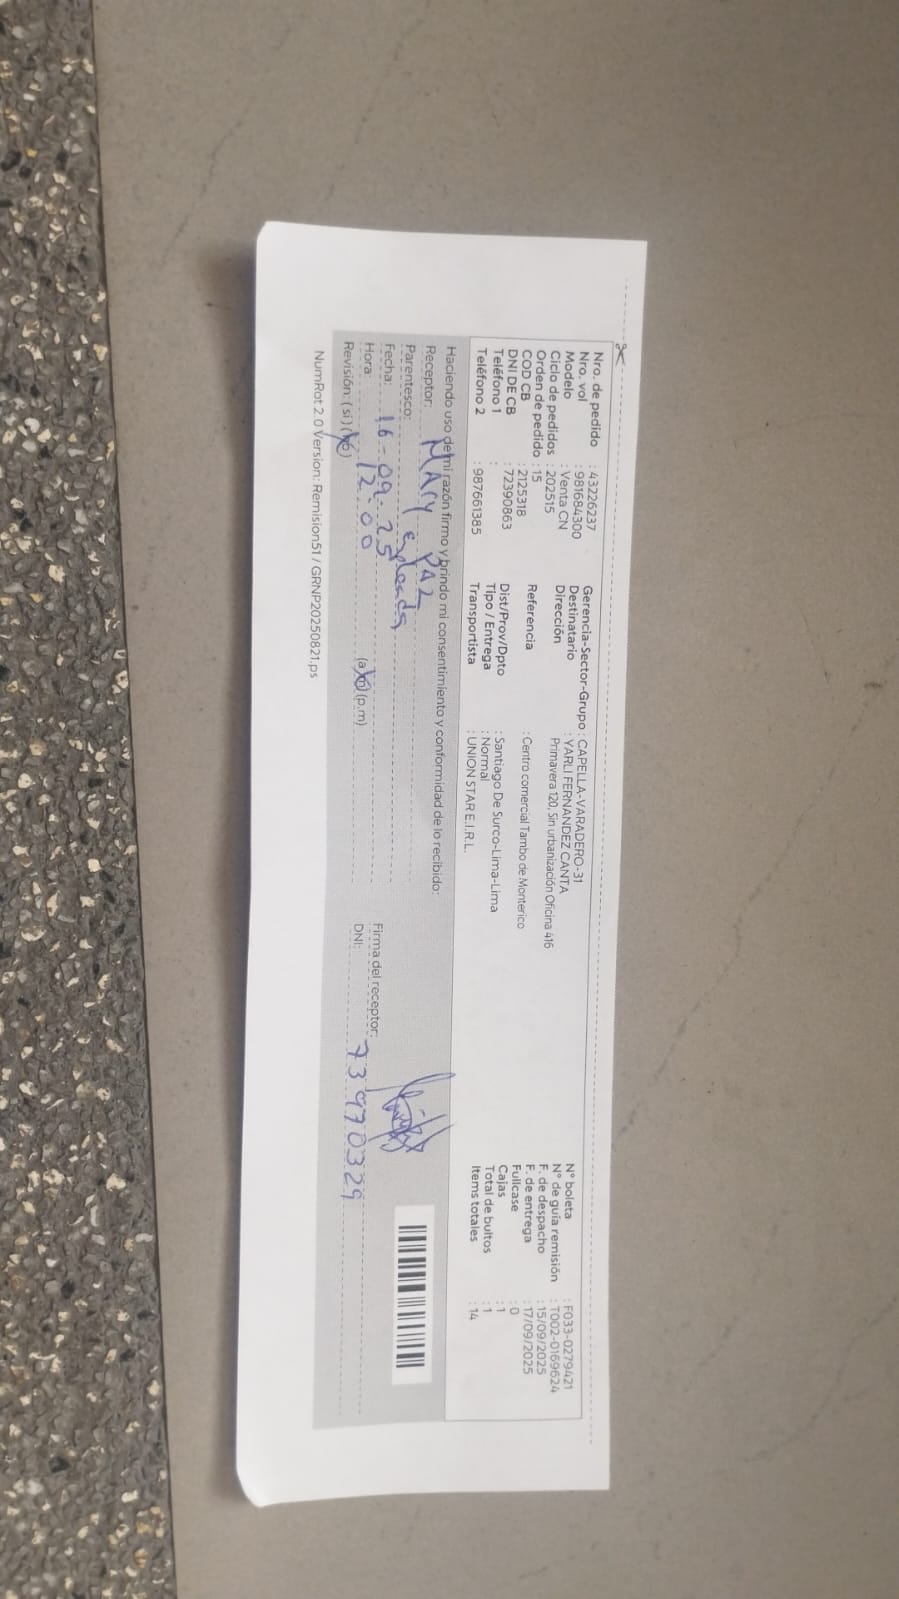 Nro. de pedido : 43226237
Nro. vol : 981684300
Modelo : Venta CN
Ciclo de pedidos : 202515
Orden de pedido : 15
COD CB : 2125318
DNI DE CB : 72390863
Teléfono 1 :
Teléfono 2 : 987661385
Gerencia-Sector-Grupo : CAPELLA-VARADERO-31
Destinatario : YARLI FERNANDEZ CANTA
Dirección Primavera 120, Sin urbanización Oficina 416
Referencia : Centro comercial Tambo de Monterico
Dist/Prov/Dpto : Santiago De Surco-Lima-Lima
Tipo / Entrega : Normal
Transportista : UNION STAR E.I.R.L.
N° boleta : F033-0279421
N° de guía remisión : T002-0169624
F. de despacho : 15/09/2025
F. de entrega : 17/09/2025
Fullcase : 0
Cajas : 1
Total de bultos : 1
Items totales : 14
Haciendo uso de mi razón firmo y brindo mi consentimiento y conformidad de lo recibido:
Receptor: MARY PAZ
Parentesco: empleada
Fecha: 16-09-25
Hora: 12:00 (a.m) (p.m)
Revisión: (si) (no)
Firma del receptor:
DNI: 73970329
NumRot 2.0 Version: Remision51 / GRNP20250821.ps